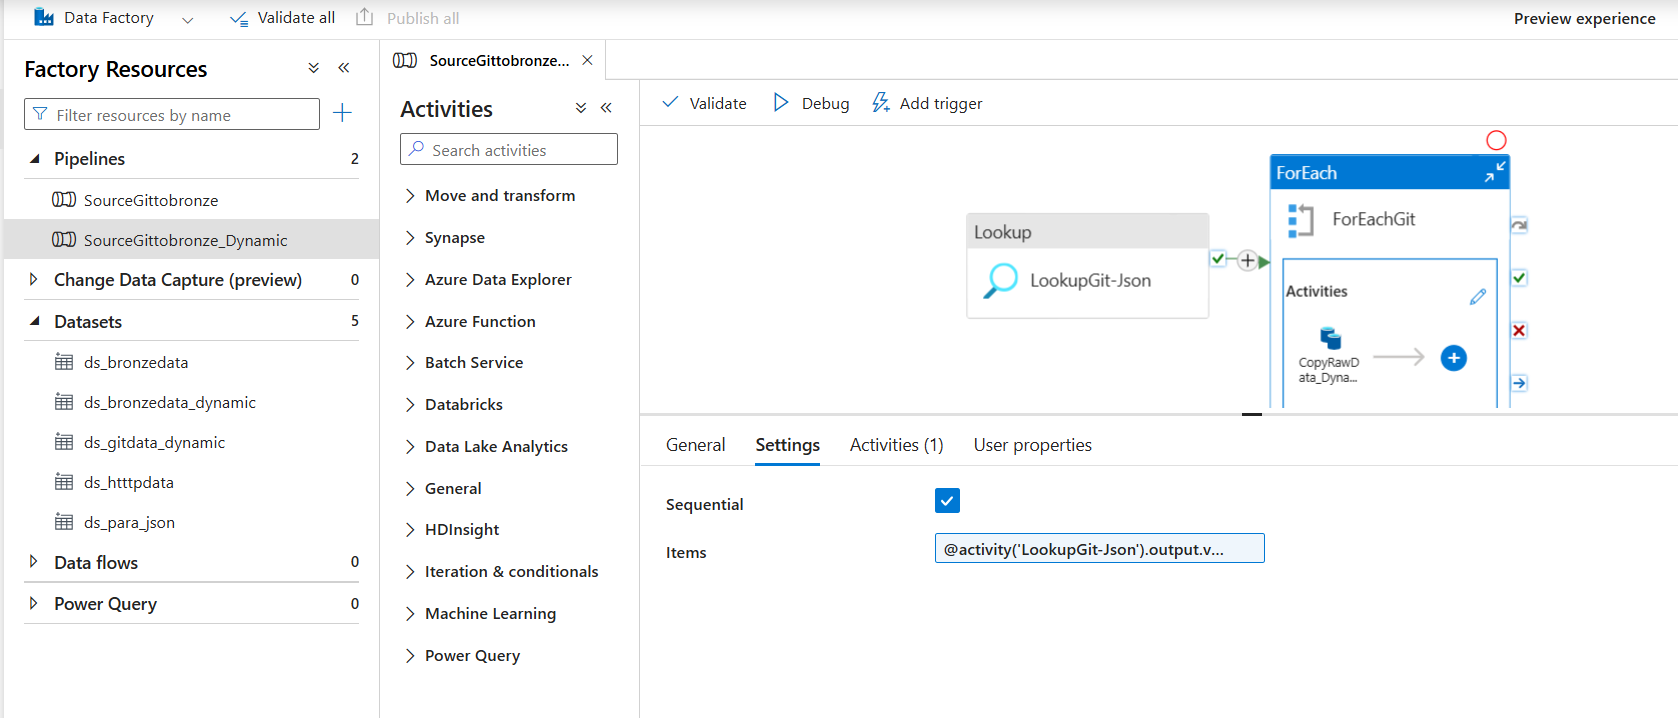 Data Factory
Validate all
Publish all
Preview experience
Factory Resources
Filter resources by name
Pipelines 2
SourceGittobronze
SourceGittobronze_Dynamic
Change Data Capture (preview) 0
Datasets 5
ds_bronzedata
ds_bronzedata_dynamic
ds_gitdata_dynamic
ds_htttpdata
ds_para_json
Data flows 0
Power Query 0
SourceGittobronze...
Activities
Search activities
Move and transform
Synapse
Azure Data Explorer
Azure Function
Batch Service
Databricks
Data Lake Analytics
General
HDInsight
Iteration & conditionals
Machine Learning
Power Query
Validate
Debug
Add trigger
Lookup
LookupGit-Json
ForEach
ForEachGit
Activities
CopyRawD
ata_Dyna...
General
Settings
Activities (1)
User properties
Sequential
Items
@activity('LookupGit-Json').output.v...